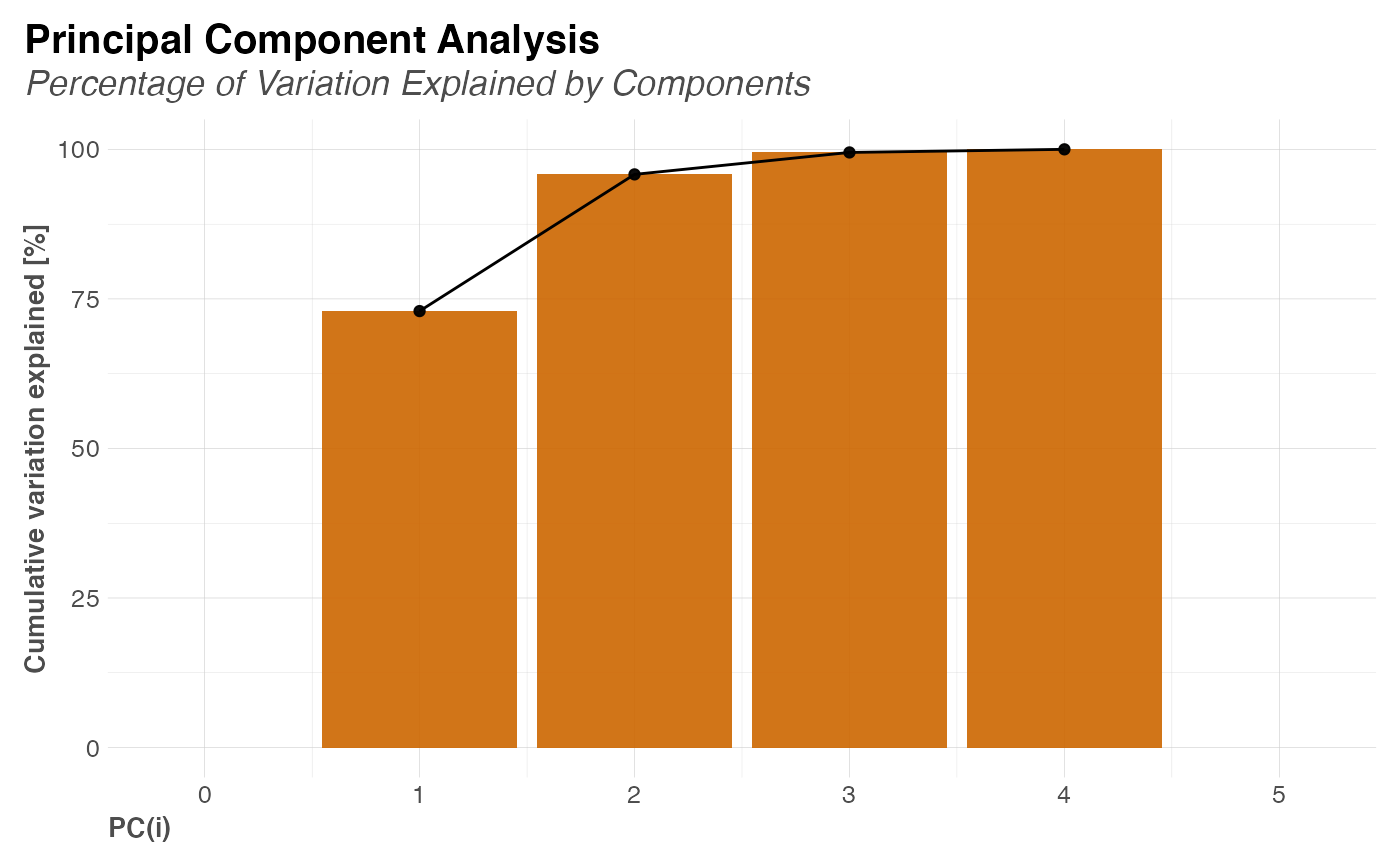 Principal Component Analysis
Percentage of Variation Explained by Components
Cumulative variation explained [%]
100
75
50
25
0
0 1 2 3 4 5
PC(i)